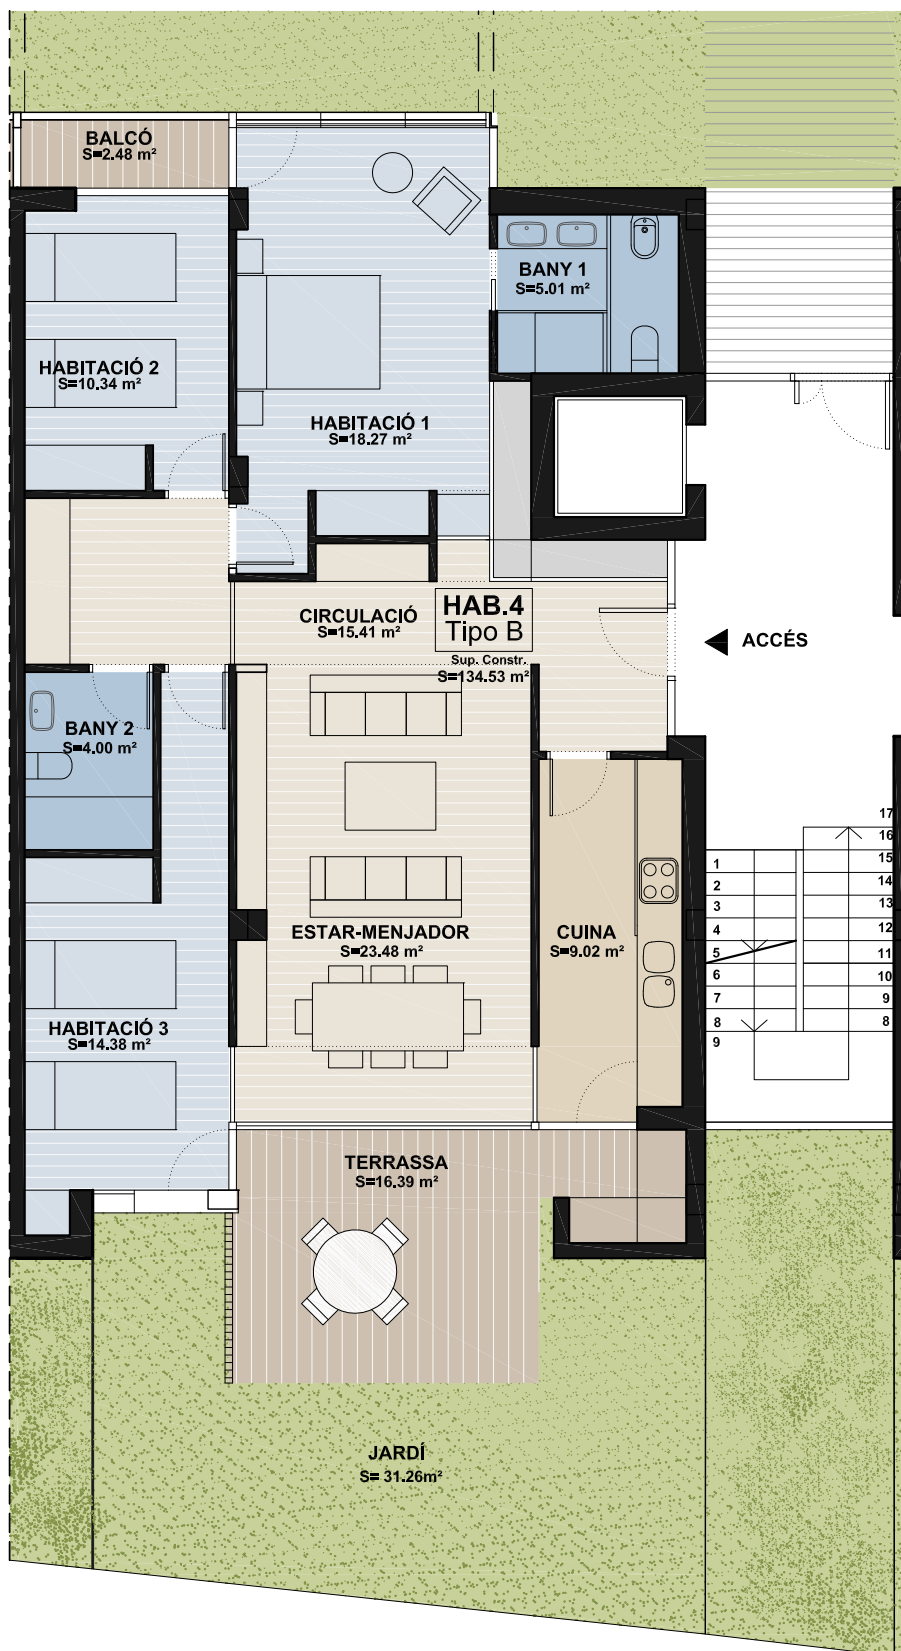 BALCÓ
S=2.48 m²
BANY 1
S=5.01 m²
HABITACIÓ 2
S=10.34 m²
HABITACIÓ 1
S=18.27 m²
HAB.4
Tipo B
CIRCULACIÓ
S=15.41 m²
Sup. Constr.
S=134.53 m²
ACCÉS
BANY 2
S=4.00 m²
ESTAR-MENJADOR
S=23.48 m²
CUINA
S=9.02 m²
HABITACIÓ 3
S=14.38 m²
1
2
3
4
5
6
7
8
9
17
16
15
14
13
12
11
10
9
8
TERRASSA
S=16.39 m²
JARDÍ
S= 31.26m²